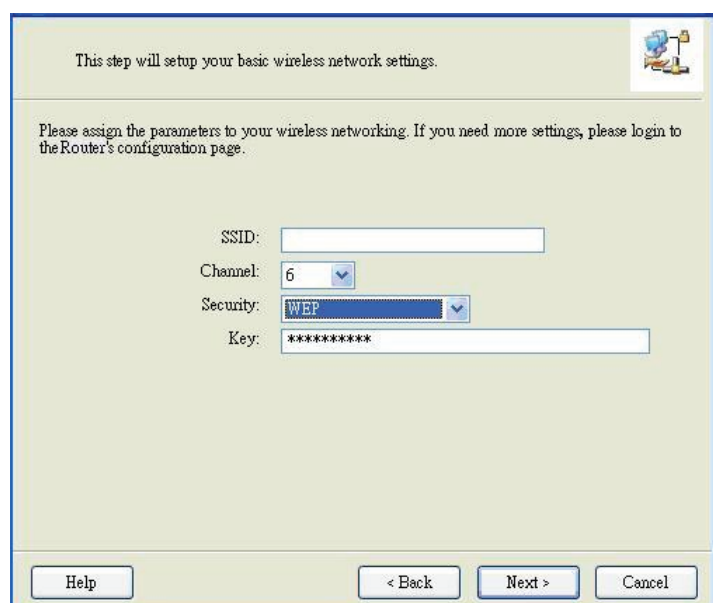 This step will setup your basic wireless network settings.
Please assign the parameters to your wireless networking. If you need more settings, please login to
the Router's configuration page.
SSID:
Channel: 6
Security: WEP
Key: **********
Help < Back Next > Cancel